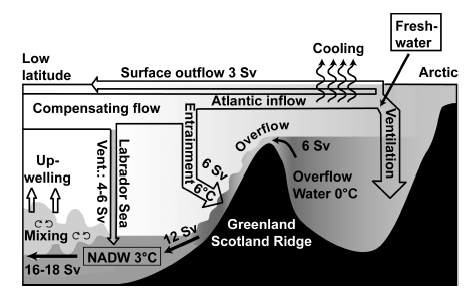 Fresh-
water
Cooling
Low
latitude
Surface outflow 3 Sv
Arctic
Compensating flow
Atlantic inflow
Entrainment
Ventilation
Overflow
6 Sv
6 Sv
6°C
Up-
welling
Vent.: 4-6 Sv
Labrador Sea
Overflow
Water 0°C
Greenland
Scotland Ridge
Mixing
12 Sv
NADW 3°C
16-18 Sv